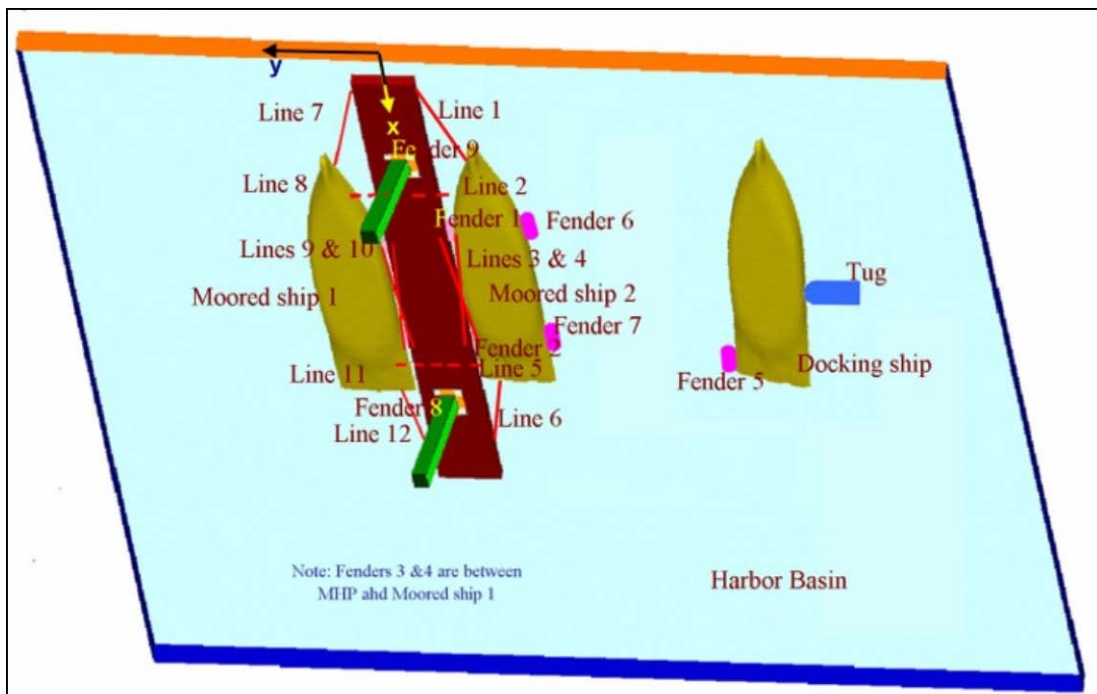 y
Line 7
Line 1
x
Fender 9
Line 8
Line 2
Fender 1
Fender 6
Lines 9 & 10
Lines 3 & 4
Tug
Moored ship 1
Moored ship 2
Fender 7
Fender 2
Line 11
Line 5
Docking ship
Fender 5
Fender 8
Line 12
Line 6
Note: Fenders 3 &4 are between
MHP ahd Moored ship 1
Harbor Basin